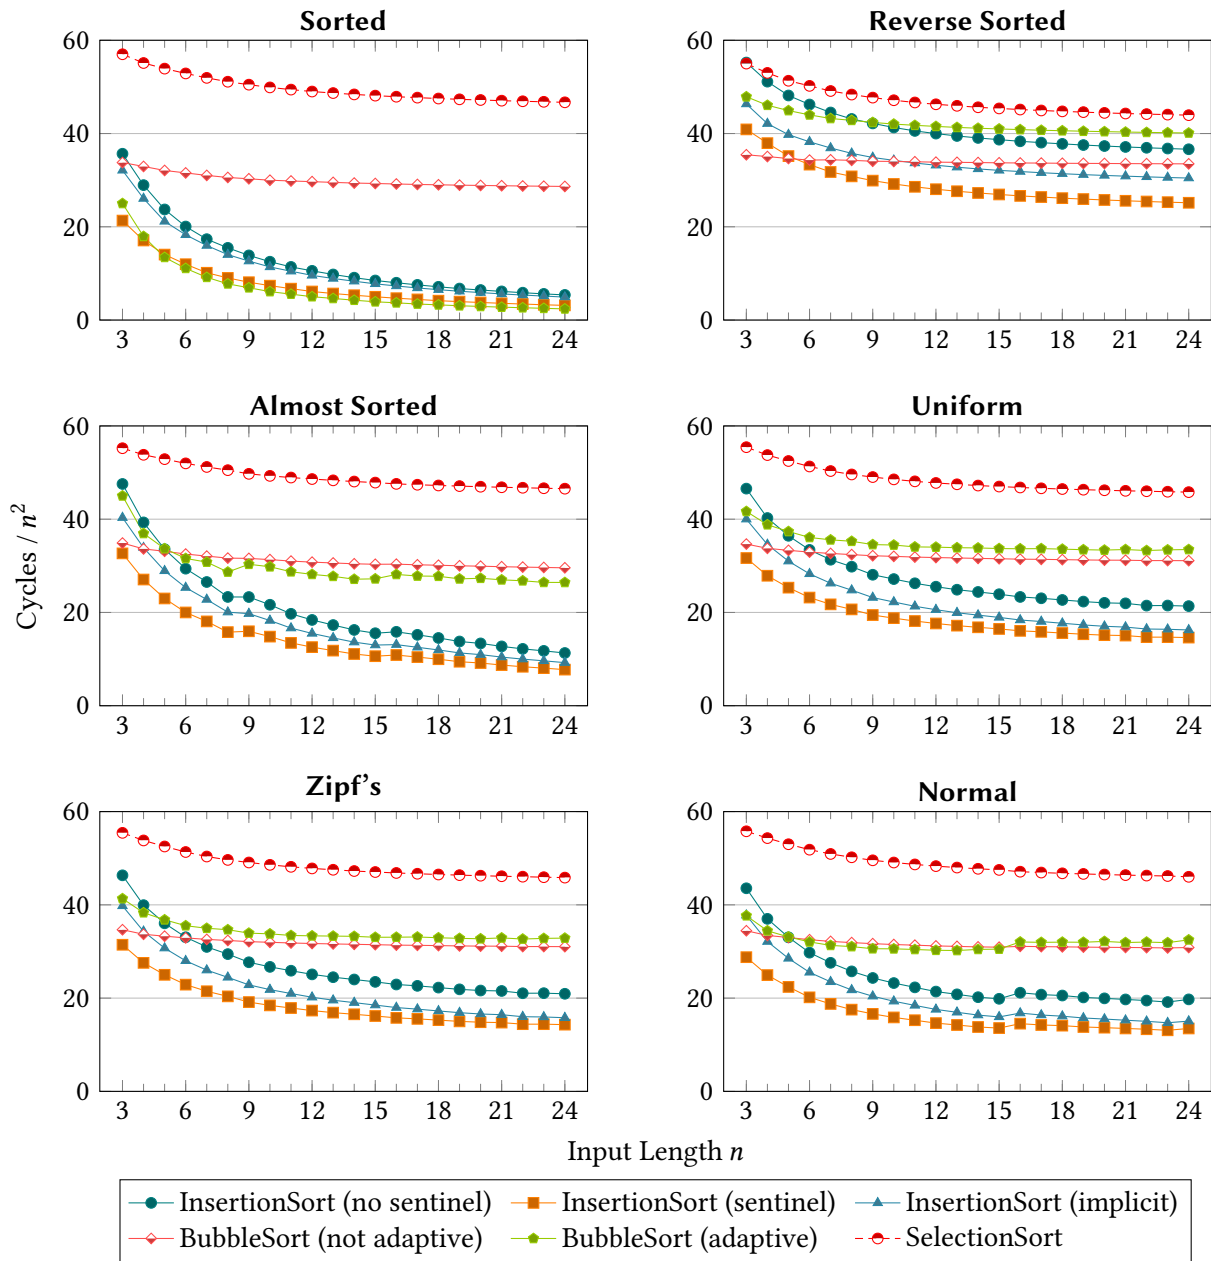 Sorted
Reverse Sorted
60
40
20
0
3 6 9 12 15 18 21 24
60
40
20
0
3 6 9 12 15 18 21 24
Almost Sorted
Uniform
Cycles / n²
60
40
20
0
3 6 9 12 15 18 21 24
60
40
20
0
3 6 9 12 15 18 21 24
Zipf's
Normal
60
40
20
0
3 6 9 12 15 18 21 24
60
40
20
0
3 6 9 12 15 18 21 24
Input Length n
InsertionSort (no sentinel) InsertionSort (sentinel) InsertionSort (implicit)
BubbleSort (not adaptive) BubbleSort (adaptive) SelectionSort